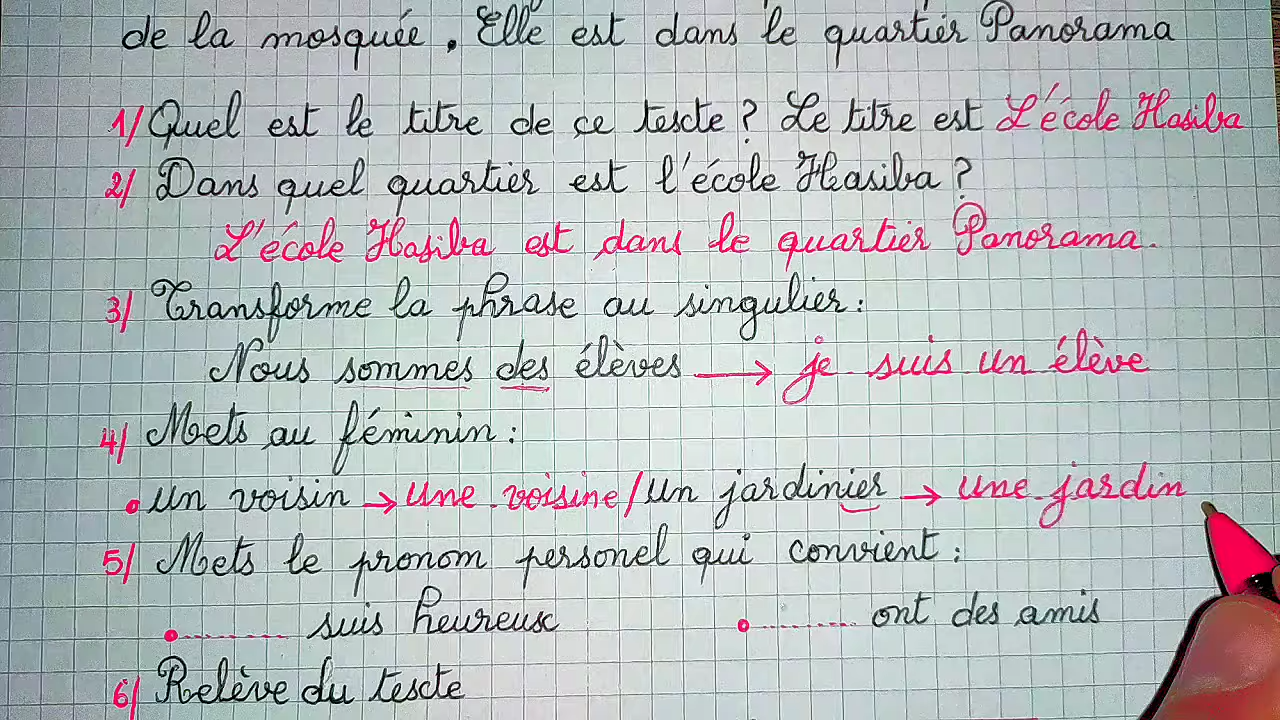 de la mosquée. Elle est dans le quartier Panorama
1/ Quel est le titre de ce texte ? Le titre est L'école Hasiba
2/ Dans quel quartier est l'école Hasiba ?
L'école Hasiba est dans le quartier Panorama.
3/ Transforme la phrase au singulier :
Nous sommes des élèves → je suis un élève
4/ Mets au féminin :
• un voisin → une voisine / un jardinier → une jardin
5/ Mets le pronom personel qui convient :
• .......... suis heureux • .......... ont des amis
6/ Relève du texte